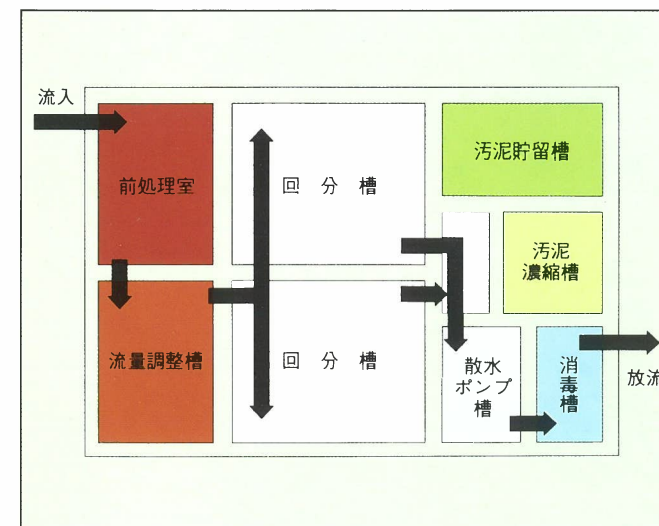 流入
前処理室
回分槽
汚泥貯留槽
汚泥
濃縮槽
流量調整槽
回分槽
散水
ポンプ
槽
消毒槽
放流